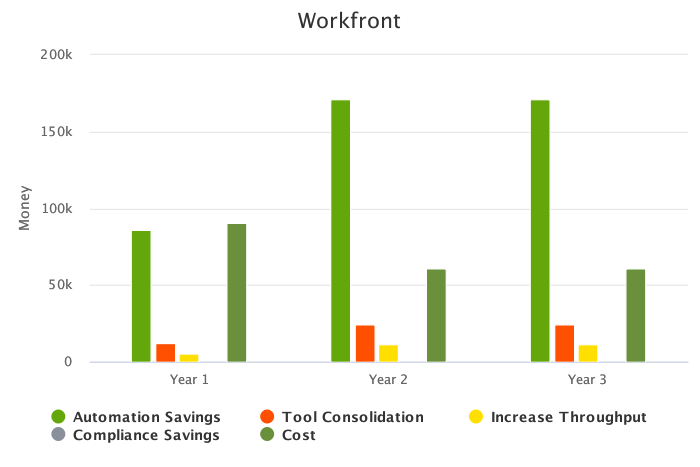 Workfront
200k
150k
100k
50k
0
Money
Year 1 Year 2 Year 3
Automation Savings Tool Consolidation Increase Throughput
Compliance Savings Cost